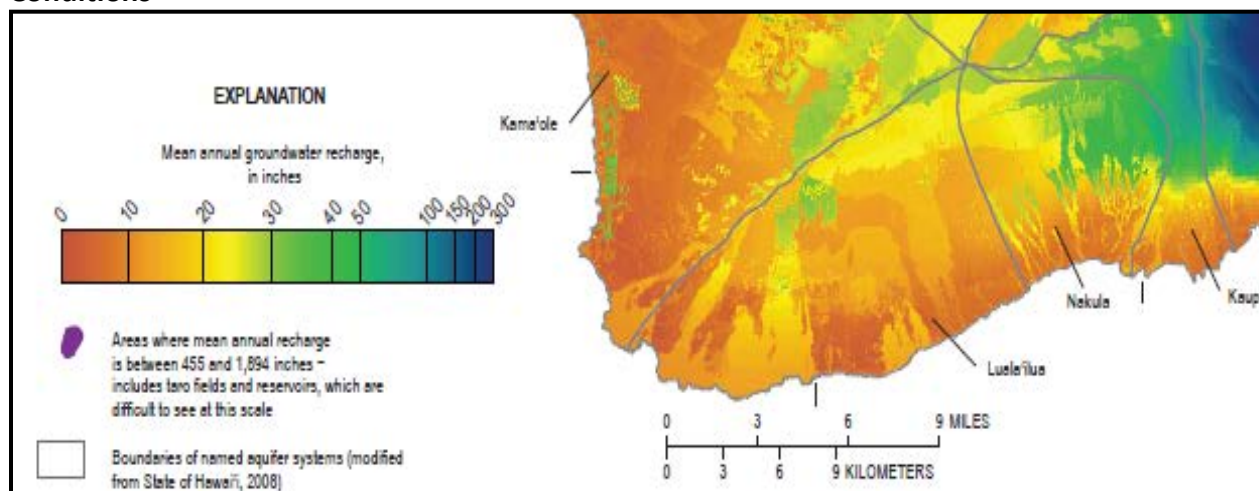 Conditions
EXPLANATION
Mean annual groundwater recharge,
in inches
0 10 20 30 40 50 100 150 200 300
Areas where mean annual recharge
is between 455 and 1,894 inches –
includes taro fields and reservoirs, which are
difficult to see at this scale
Boundaries of named aquifer systems (modified
from State of Hawai‘i, 2008)
Kama‘ole
Nakula
Kaup
Luala‘ilua
0 3 6 9 MILES
0 3 6 9 KILOMETERS